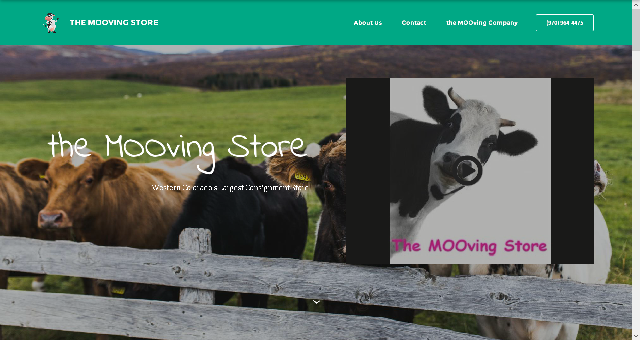 THE MOOVING STORE
About Us
Contact
the MOOving Company
(970) 964 4475
the MOOving Store
Western Colorado's Largest Consignment Store!
The MOOving Store